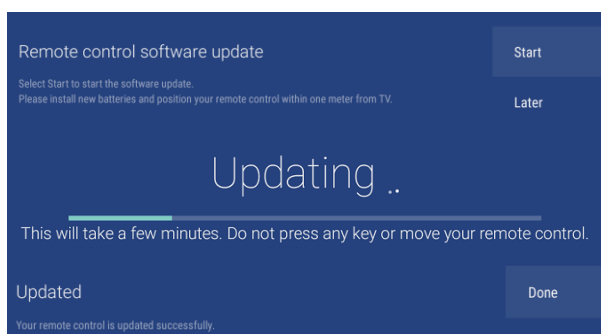 Remote control software update
Start
Select Start to start the software update.
Please install new batteries and position your remote control within one meter from TV.
Later
Updating ..
This will take a few minutes. Do not press any key or move your remote control.
Updated
Done
Your remote control is updated successfully.